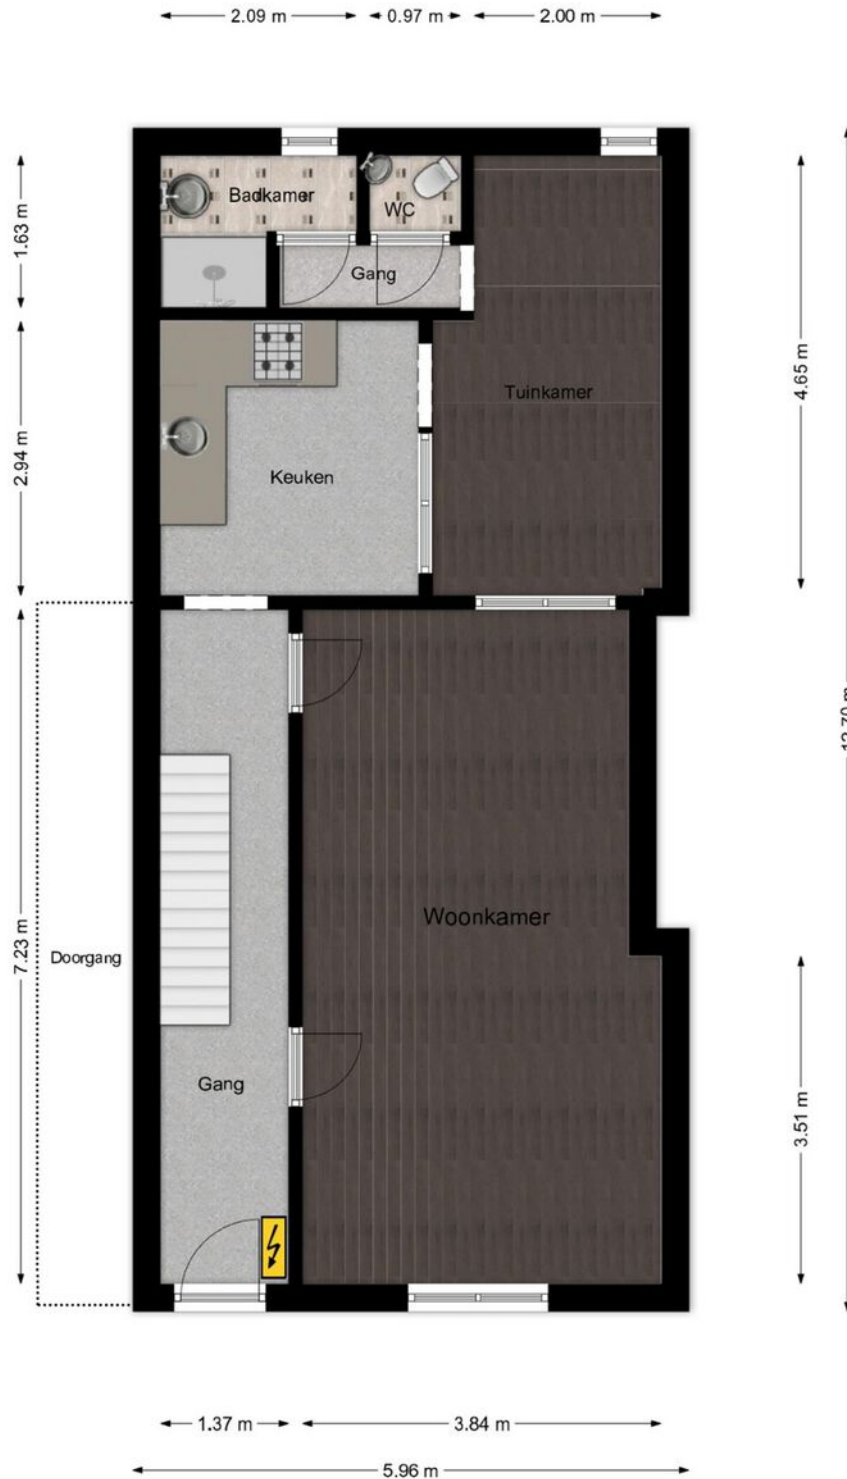 2.09 m
0.97 m
2.00 m
Badkamer
WC
1.63 m
Gang
4.65 m
Tuinkamer
2.94 m
Keuken
Woonkamer
7.23 m
Doorgang
Gang
3.51 m
1.37 m
3.84 m
5.96 m